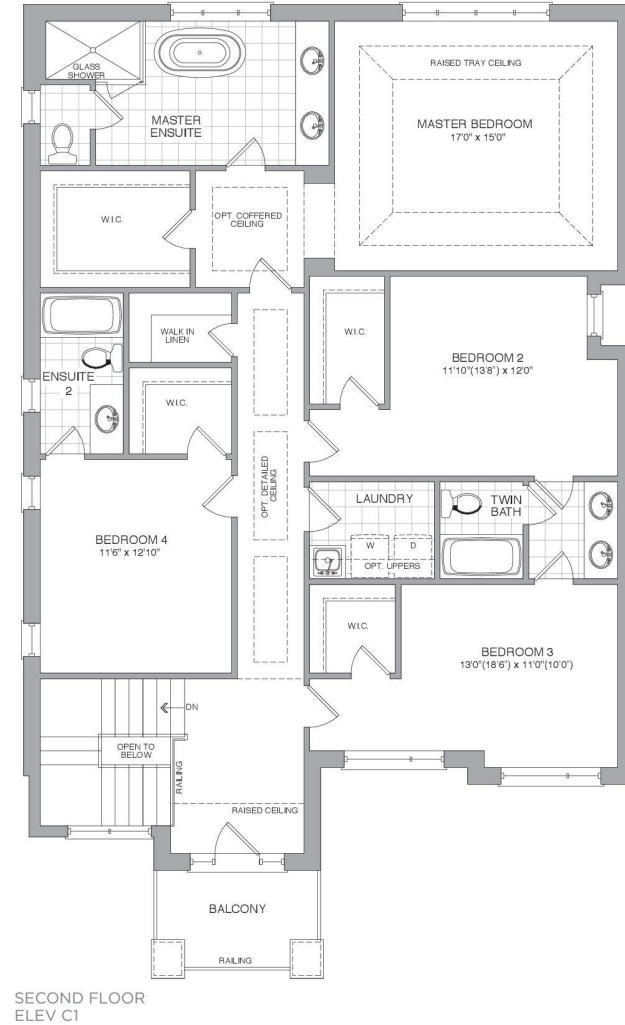 GLASS
SHOWER
MASTER
ENSUITE
RAISED TRAY CEILING
MASTER BEDROOM
17'0" x 15'0"
W.I.C.
OPT. COFFERED
CEILING
WALK IN
LINEN
W.I.C.
BEDROOM 2
11'10"(13'8") x 12'0"
ENSUITE
2
W.I.C.
OPT. DETAILED
CEILING
LAUNDRY
TWIN
BATH
W
D
OPT. UPPERS
BEDROOM 4
11'6" x 12'10"
W.I.C.
BEDROOM 3
13'0"(18'6") x 11'0"(10'0")
DN
OPEN TO
BELOW
RAILING
RAISED CEILING
BALCONY
RAILING
SECOND FLOOR
ELEV C1